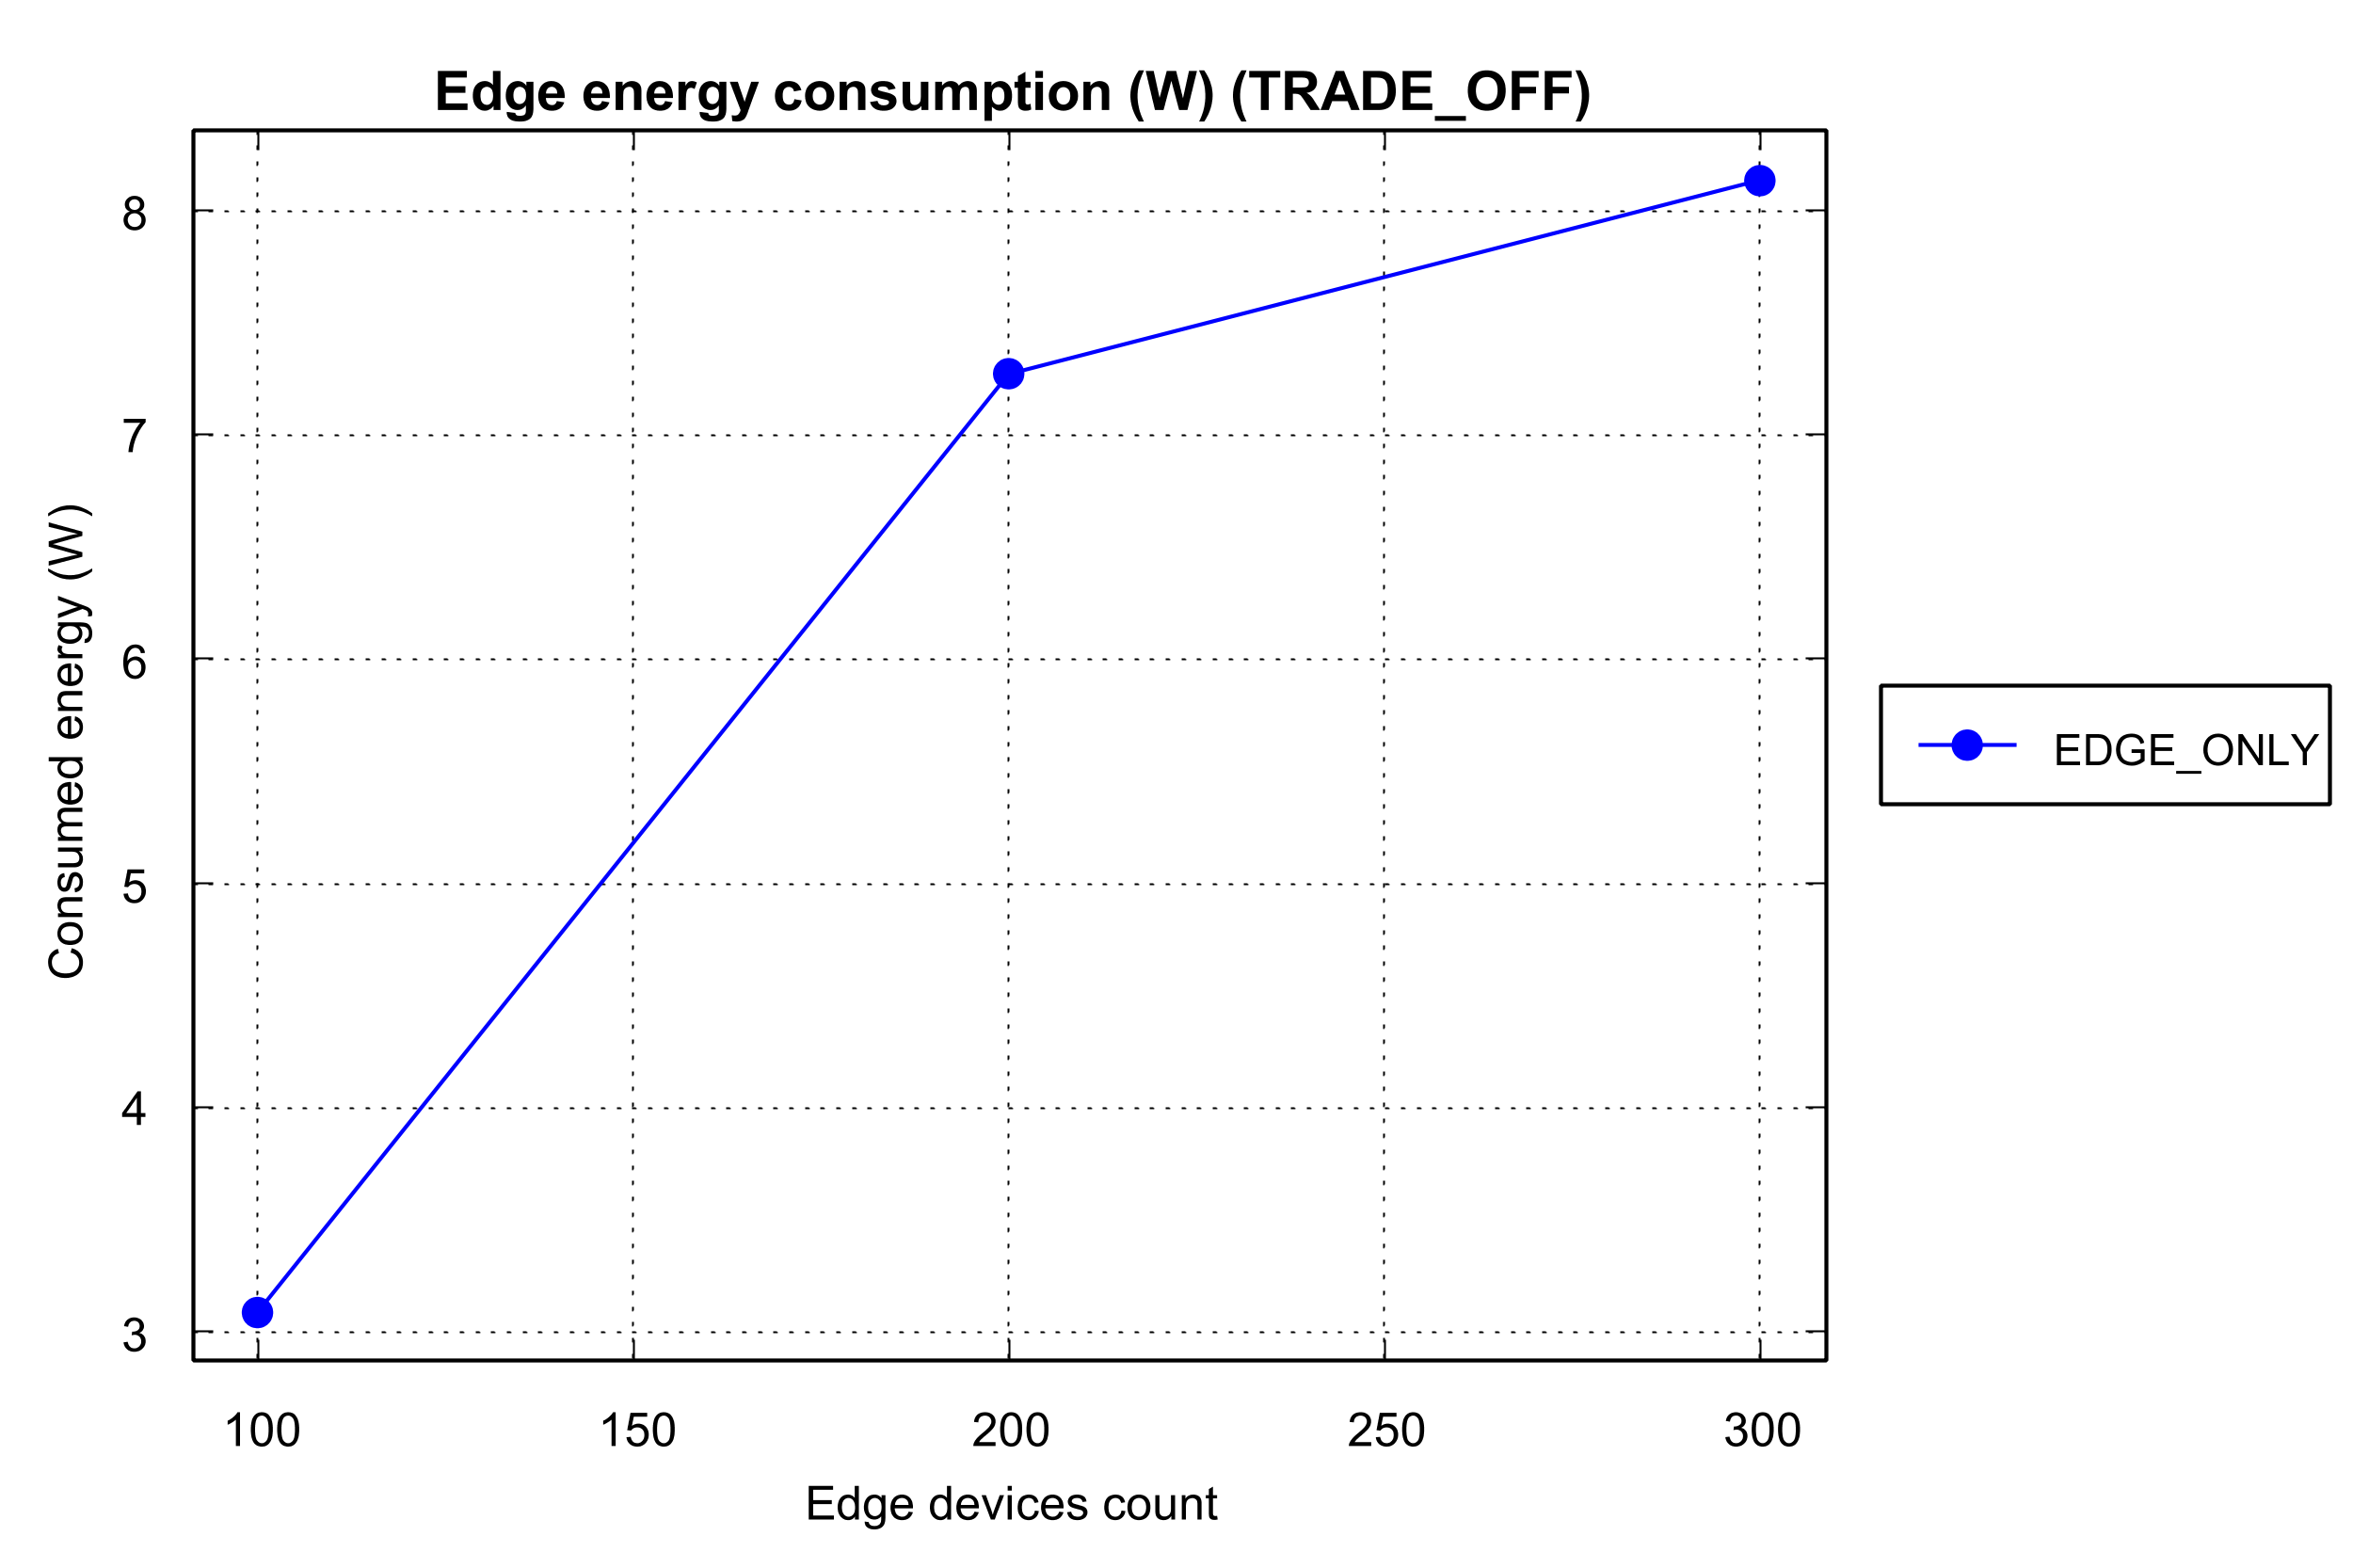 Edge energy consumption (W) (TRADE_OFF)
8
7
6
5
4
3
Consumed energy (W)
100 150 200 250 300
Edge devices count
EDGE_ONLY